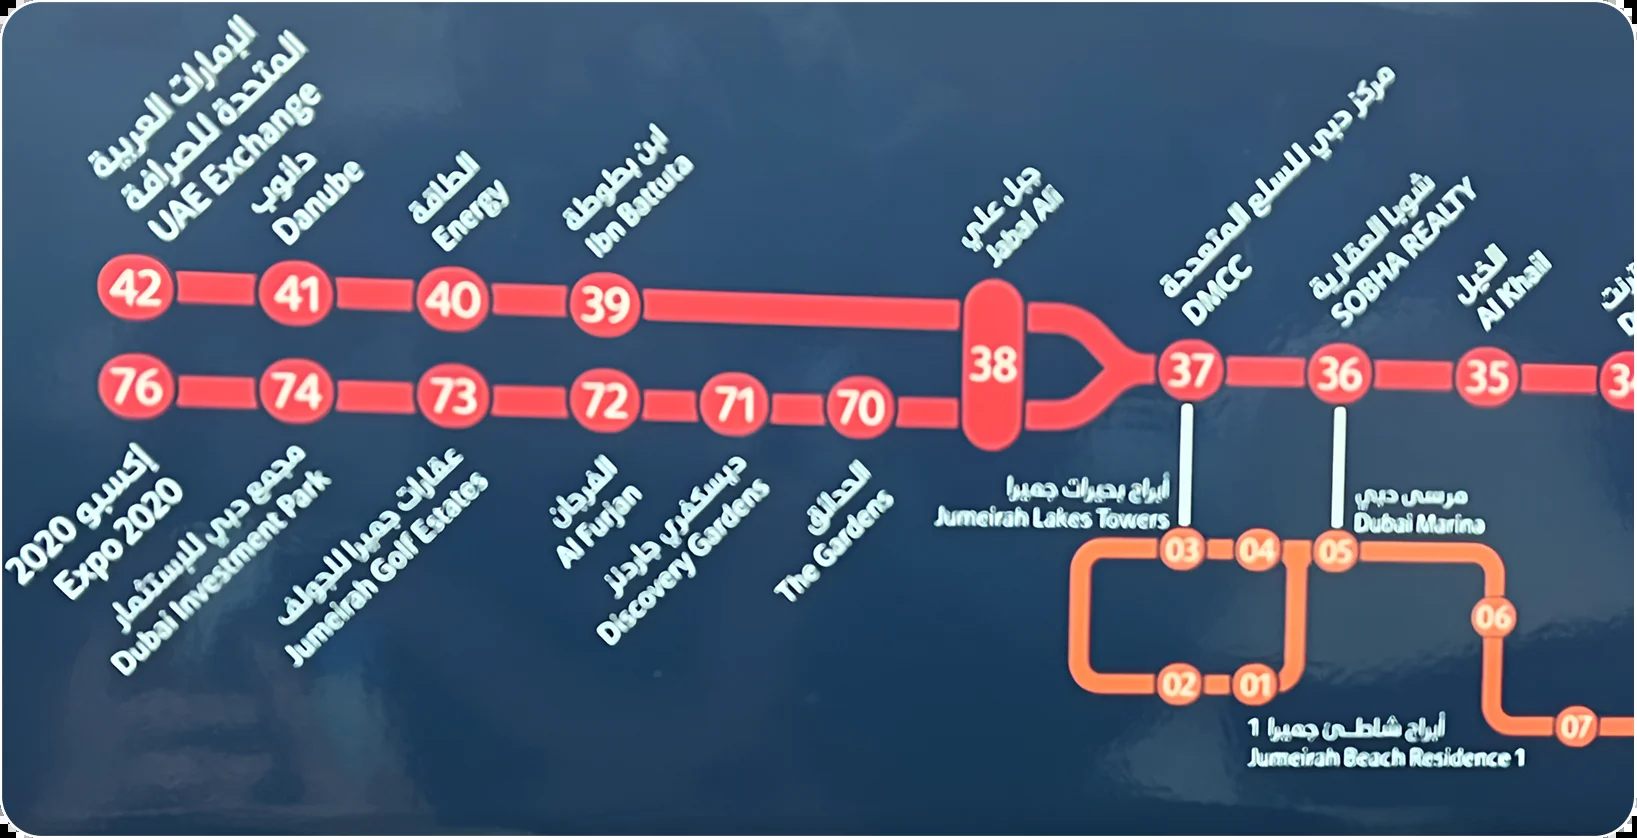 الإمارات العربية
المتحدة للصرافة
UAE Exchange
دانوب
Danube
الطاقة
Energy
ابن بطوطة
Ibn Battuta
جبل علي
Jabal Ali
مركز دبي للسلع المتعددة
DMCC
شوبا العقارية
SOBHA REALTY
الخيل
Al Khail
42
41
40
39
38
37
36
35
76
74
73
72
71
70
إكسبو 2020
Expo 2020
مجمع دبي للإستثمار
Dubai Investment Park
عقارات جميرا للجولف
Jumeirah Golf Estates
الفرجان
Al Furjan
ديسكفري جاردنز
Discovery Gardens
الحدائق
The Gardens
أبراج بحيرات جميرا
Jumeirah Lakes Towers
مرسى دبي
Dubai Marina
03
04
05
06
02
01
07
أبراج شاطئ جميرا 1
Jumeirah Beach Residence 1